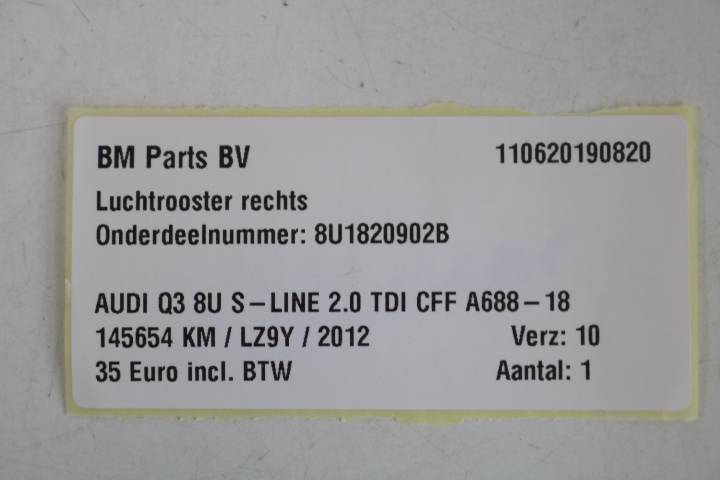 BM Parts BV 110620190820
Luchtrooster rechts
Onderdeelnummer: 8U1820902B
AUDI Q3 8U S-LINE 2.0 TDI CFF A688-18
145654 KM / LZ9Y / 2012 Verz: 10
35 Euro incl. BTW Aantal: 1